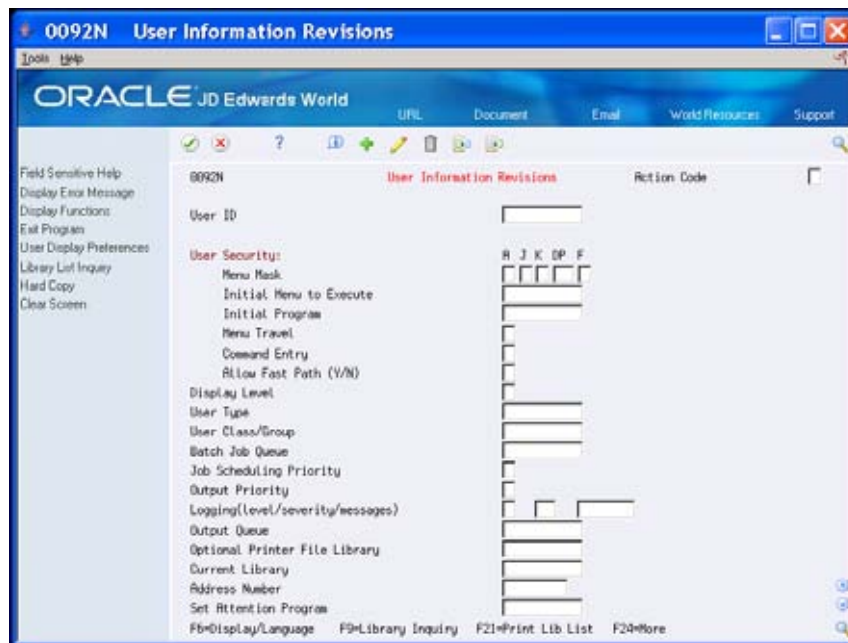 0092N User Information Revisions
Tools Help
ORACLE JD Edwards World
URL Document Email World Resources Support
?
Field Sensitive Help
Display Error Message
Display Functions
Exit Program
User Display Preferences
Library List Inquiry
Hard Copy
Clear Screen
0092N User Information Revisions Action Code
User ID
User Security: A J K DP F
Menu Mask
Initial Menu to Execute
Initial Program
Menu Travel
Command Entry
Allow Fast Path (Y/N)
Display Level
User Type
User Class/Group
Batch Job Queue
Job Scheduling Priority
Output Priority
Logging(level/severity/messages)
Output Queue
Optional Printer File Library
Current Library
Address Number
Set Attention Program
F6=Display/Language F9=Library Inquiry F21=Print Lib List F24=More